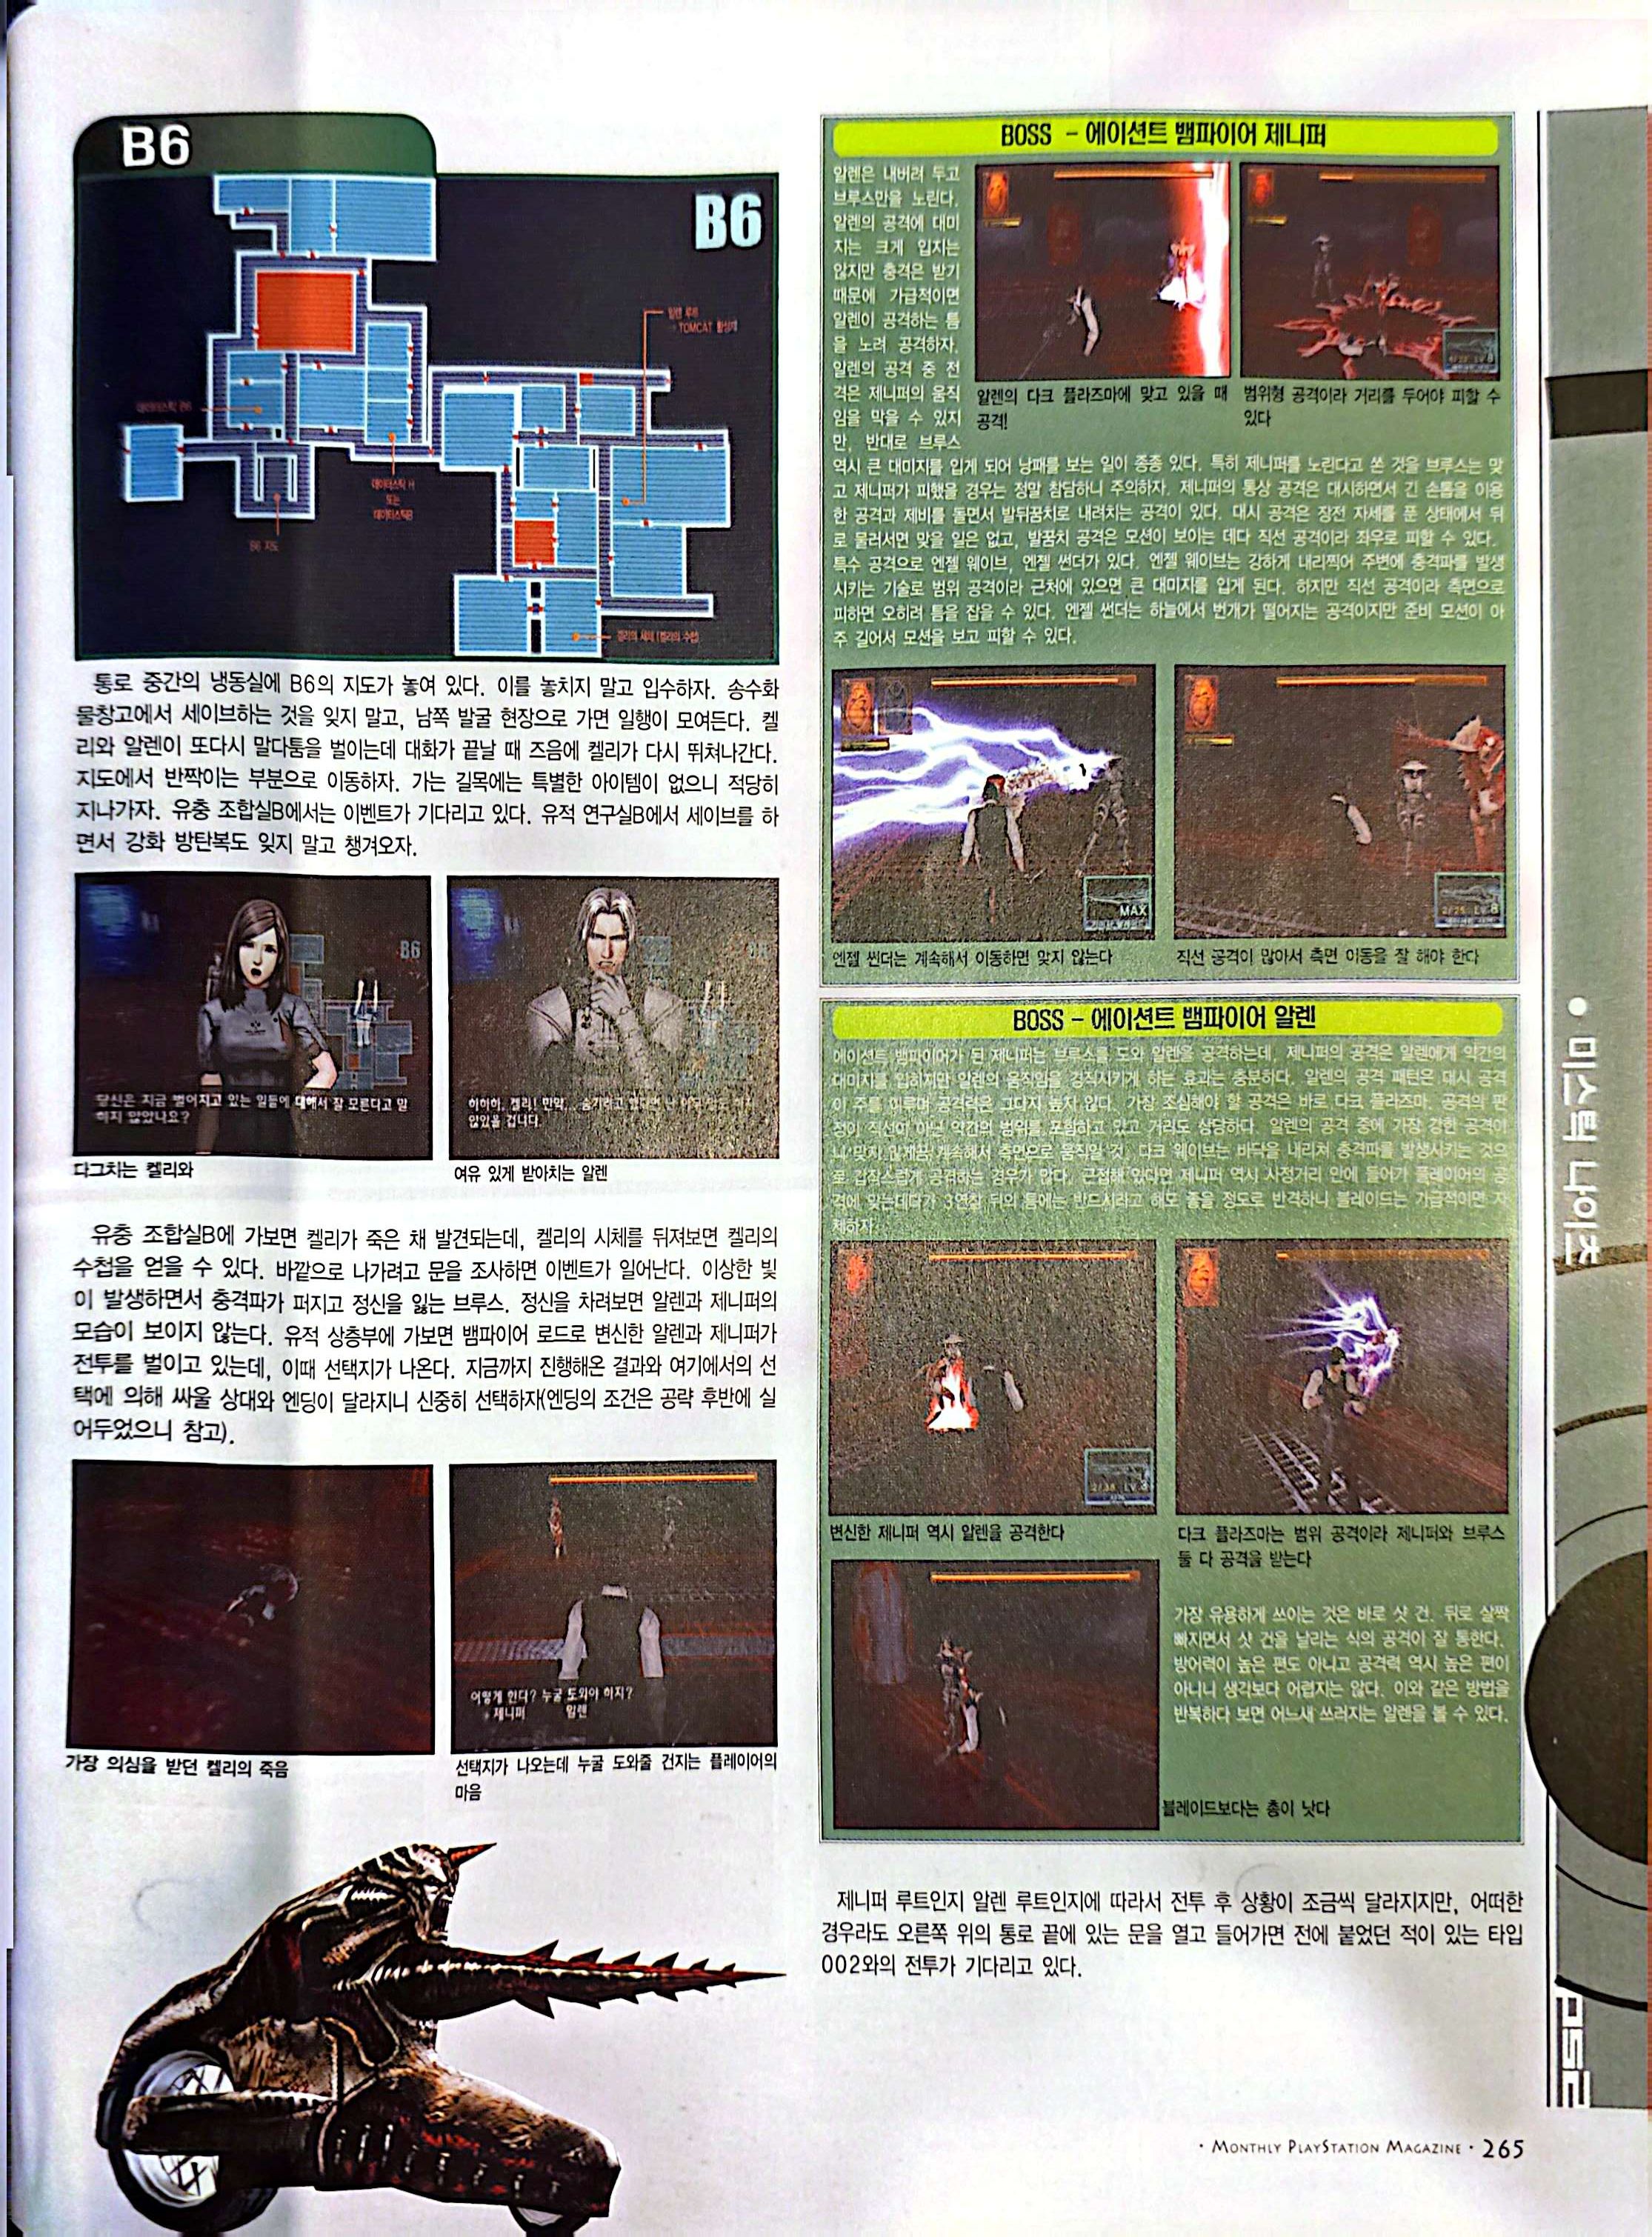 B6
B6
알렌 루트
→ TOMCAT 활성체
데이터스틱 B6
데이터스틱 H
또는
데이터스틱B
B6 지도
켈리의 시체 (켈리의 수첩)
통로 중간의 냉동실에 B6의 지도가 놓여 있다. 이를 놓치지 말고 입수하자. 송수화
물창고에서 세이브하는 것을 잊지 말고, 남쪽 발굴 현장으로 가면 일행이 모여든다. 켈
리와 알렌이 또다시 말다툼을 벌이는데 대화가 끝날 때 즈음에 켈리가 다시 뛰쳐나간다.
지도에서 반짝이는 부분으로 이동하자. 가는 길목에는 특별한 아이템이 없으니 적당히
지나가자. 유충 조합실B에서는 이벤트가 기다리고 있다. 유적 연구실B에서 세이브를 하
면서 강화 방탄복도 잊지 말고 챙겨오자.
B6
당신은 지금 벌어지고 있는 일들에 대해서 잘 모른다고 말
하지 않았나요?
않았을 겁니다.
다그치는 켈리와
여유 있게 받아치는 알렌
유충 조합실B에 가보면 켈리가 죽은 채 발견되는데, 켈리의 시체를 뒤져보면 켈리의
수첩을 얻을 수 있다. 바깥으로 나가려고 문을 조사하면 이벤트가 일어난다. 이상한 빛
이 발생하면서 충격파가 퍼지고 정신을 잃는 브루스. 정신을 차려보면 알렌과 제니퍼의
모습이 보이지 않는다. 유적 상층부에 가보면 뱀파이어 로드로 변신한 알렌과 제니퍼가
전투를 벌이고 있는데, 이때 선택지가 나온다. 지금까지 진행해온 결과와 여기에서의 선
택에 의해 싸울 상대와 엔딩이 달라지니 신중히 선택하자(엔딩의 조건은 공략 후반에 실
어두었으니 참고).
어떻게 한다? 누굴 도와야 하지?
제니퍼 알렌
가장 의심을 받던 켈리의 죽음
선택지가 나오는데 누굴 도와줄 건지는 플레이어의
마음
BOSS - 에이션트 뱀파이어 제니퍼
알렌은 내버려 두고
브루스만을 노린다.
알렌의 공격에 대미
지는 크게 입지는
않지만 충격은 받기
때문에 가급적이면
알렌이 공격하는 틈
을 노려 공격하자.
알렌의 공격 중 전
격은 제니퍼의 움직
임을 막을 수 있지
만, 반대로 브루스
역시 큰 대미지를 입게 되어 낭패를 보는 일이 종종 있다. 특히 제니퍼를 노린다고 쏜 것을 브루스는 맞
고 제니퍼가 피했을 경우는 정말 참담하니 주의하자. 제니퍼의 통상 공격은 대시하면서 긴 손톱을 이용
한 공격과 제비를 돌면서 발뒤꿈치로 내려치는 공격이 있다. 대시 공격은 장전 자세를 푼 상태에서 뒤
로 물러서면 맞을 일은 없고, 발꿈치 공격은 모션이 보이는 데다 직선 공격이라 좌우로 피할 수 있다.
특수 공격으로 엔젤 웨이브, 엔젤 썬더가 있다. 엔젤 웨이브는 강하게 내리찍어 주변에 충격파를 발생
시키는 기술로 범위 공격이라 근처에 있으면 큰 대미지를 입게 된다. 하지만 직선 공격이라 측면으로
피하면 오히려 틈을 잡을 수 있다. 엔젤 썬더는 하늘에서 번개가 떨어지는 공격이지만 준비 모션이 아
주 길어서 모션을 보고 피할 수 있다.
알렌의 다크 플라즈마에 맞고 있을 때
공격!
범위형 공격이라 거리를 두어야 피할 수
있다
MAX
엔젤 썬더는 계속해서 이동하면 맞지 않는다
직선 공격이 많아서 측면 이동을 잘 해야 한다
BOSS - 에이션트 뱀파이어 알렌
에이션트 뱀파이어가 된 제니퍼는 브루스를 도와 알렌을 공격하는데, 제니퍼의 공격은 알렌에게 약간의
대미지를 입히지만 알렌의 움직임을 경직시키게 하는 효과는 충분하다. 알렌의 공격 패턴은 대시 공격
이 주를 이루며 공격력은 그다지 높지 않다. 가장 조심해야 할 공격은 바로 다크 플라즈마. 공격의 판
정이 직선이 아닌 약간의 범위를 포함하고 있고 거리도 상당하다. 알렌의 공격 중에 가장 강한 공격이
니 맞지 않게끔 계속해서 측면으로 움직일 것. 다크 웨이브는 바닥을 내리쳐 충격파를 발생시키는 것으
로 갑작스럽게 공격하는 경우가 많다. 근접해 있다면 제니퍼 역시 사정거리 안에 들어가 플레이어의 공
격에 맞는데다가 3연참 뒤의 틈에는 반드시라고 해도 좋을 정도로 반격하니 블레이드는 가급적이면 자
제하자.
변신한 제니퍼 역시 알렌을 공격한다
다크 플라즈마는 범위 공격이라 제니퍼와 브루스
둘 다 공격을 받는다
가장 유용하게 쓰이는 것은 바로 샷 건. 뒤로 살짝
빠지면서 샷 건을 날리는 식의 공격이 잘 통한다.
방어력이 높은 편도 아니고 공격력 역시 높은 편이
아니니 생각보다 어렵지는 않다. 이와 같은 방법을
반복하다 보면 어느새 쓰러지는 알렌을 볼 수 있다.
블레이드보다는 총이 낫다
제니퍼 루트인지 알렌 루트인지에 따라서 전투 후 상황이 조금씩 달라지지만, 어떠한
경우라도 오른쪽 위의 통로 끝에 있는 문을 열고 들어가면 전에 붙었던 적이 있는 타입
002와의 전투가 기다리고 있다.
• 미스틱 나이츠
PS2
• MONTHLY PLAYSTATION MAGAZINE • 265